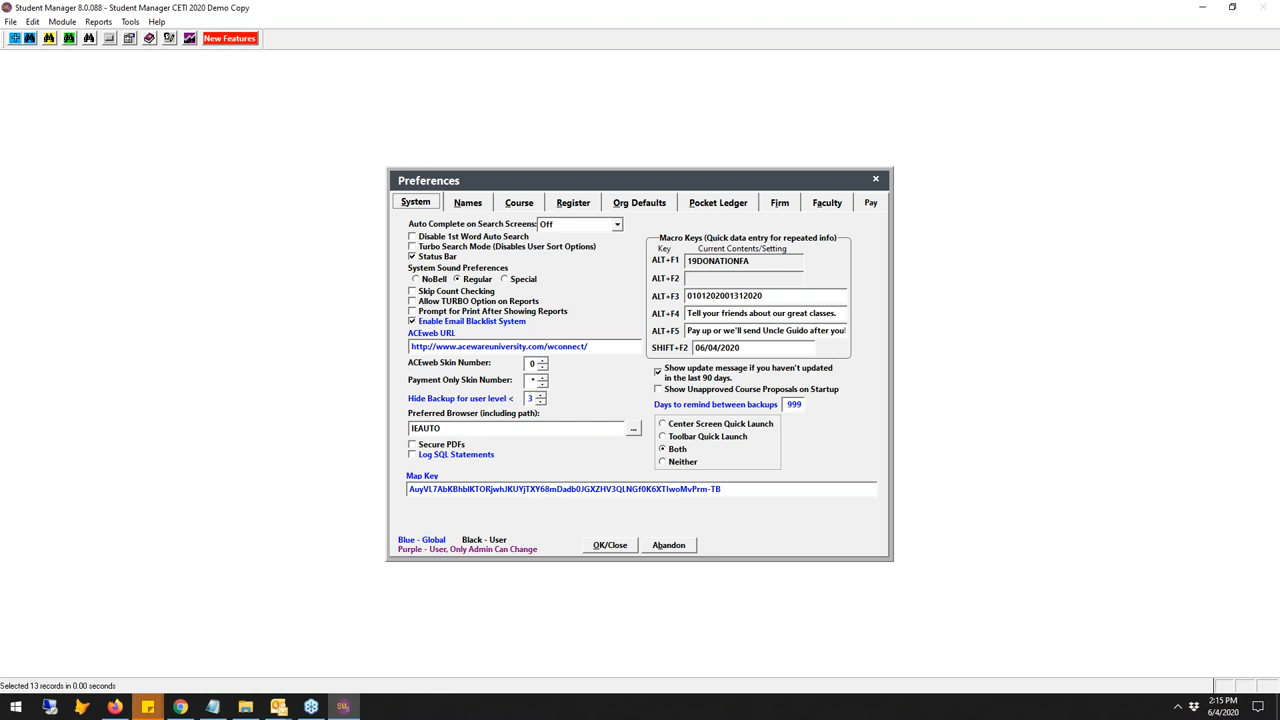 Student Manager 8.0.088 - Student Manager CETI 2020 Demo Copy
File Edit Module Reports Tools Help
New Features
Preferences
System Names Course Register Org Defaults Pocket Ledger Firm Faculty Pay
Auto Complete on Search Screens: Off
Disable 1st Word Auto Search
Turbo Search Mode (Disables User Sort Options)
Status Bar
System Sound Preferences
NoBell Regular Special
Skip Count Checking
Allow TURBO Option on Reports
Prompt for Print After Showing Reports
Enable Email Blacklist System
ACEweb URL
http://www.acewareuniversity.com/wconnect/
ACEweb Skin Number: 0
Payment Only Skin Number: *
Hide Backup for user level < 3
Preferred Browser (including path):
IEAUTO ...
Secure PDFs
Log SQL Statements
Macro Keys (Quick data entry for repeated info)
Key Current Contents/Setting
ALT+F1 19DONATIONFA
ALT+F2
ALT+F3 0101202001312020
ALT+F4 Tell your friends about our great classes.
ALT+F5 Pay up or we'll send Uncle Guido after you!
SHIFT+F2 06/04/2020
Show update message if you haven't updated
in the last 90 days.
Show Unapproved Course Proposals on Startup
Days to remind between backups 999
Center Screen Quick Launch
Toolbar Quick Launch
Both
Neither
Map Key
Blue - Global Black - User
Purple - User, Only Admin Can Change
OK/Close Abandon
Selected 13 records in 0.00 seconds
2:15 PM
6/4/2020